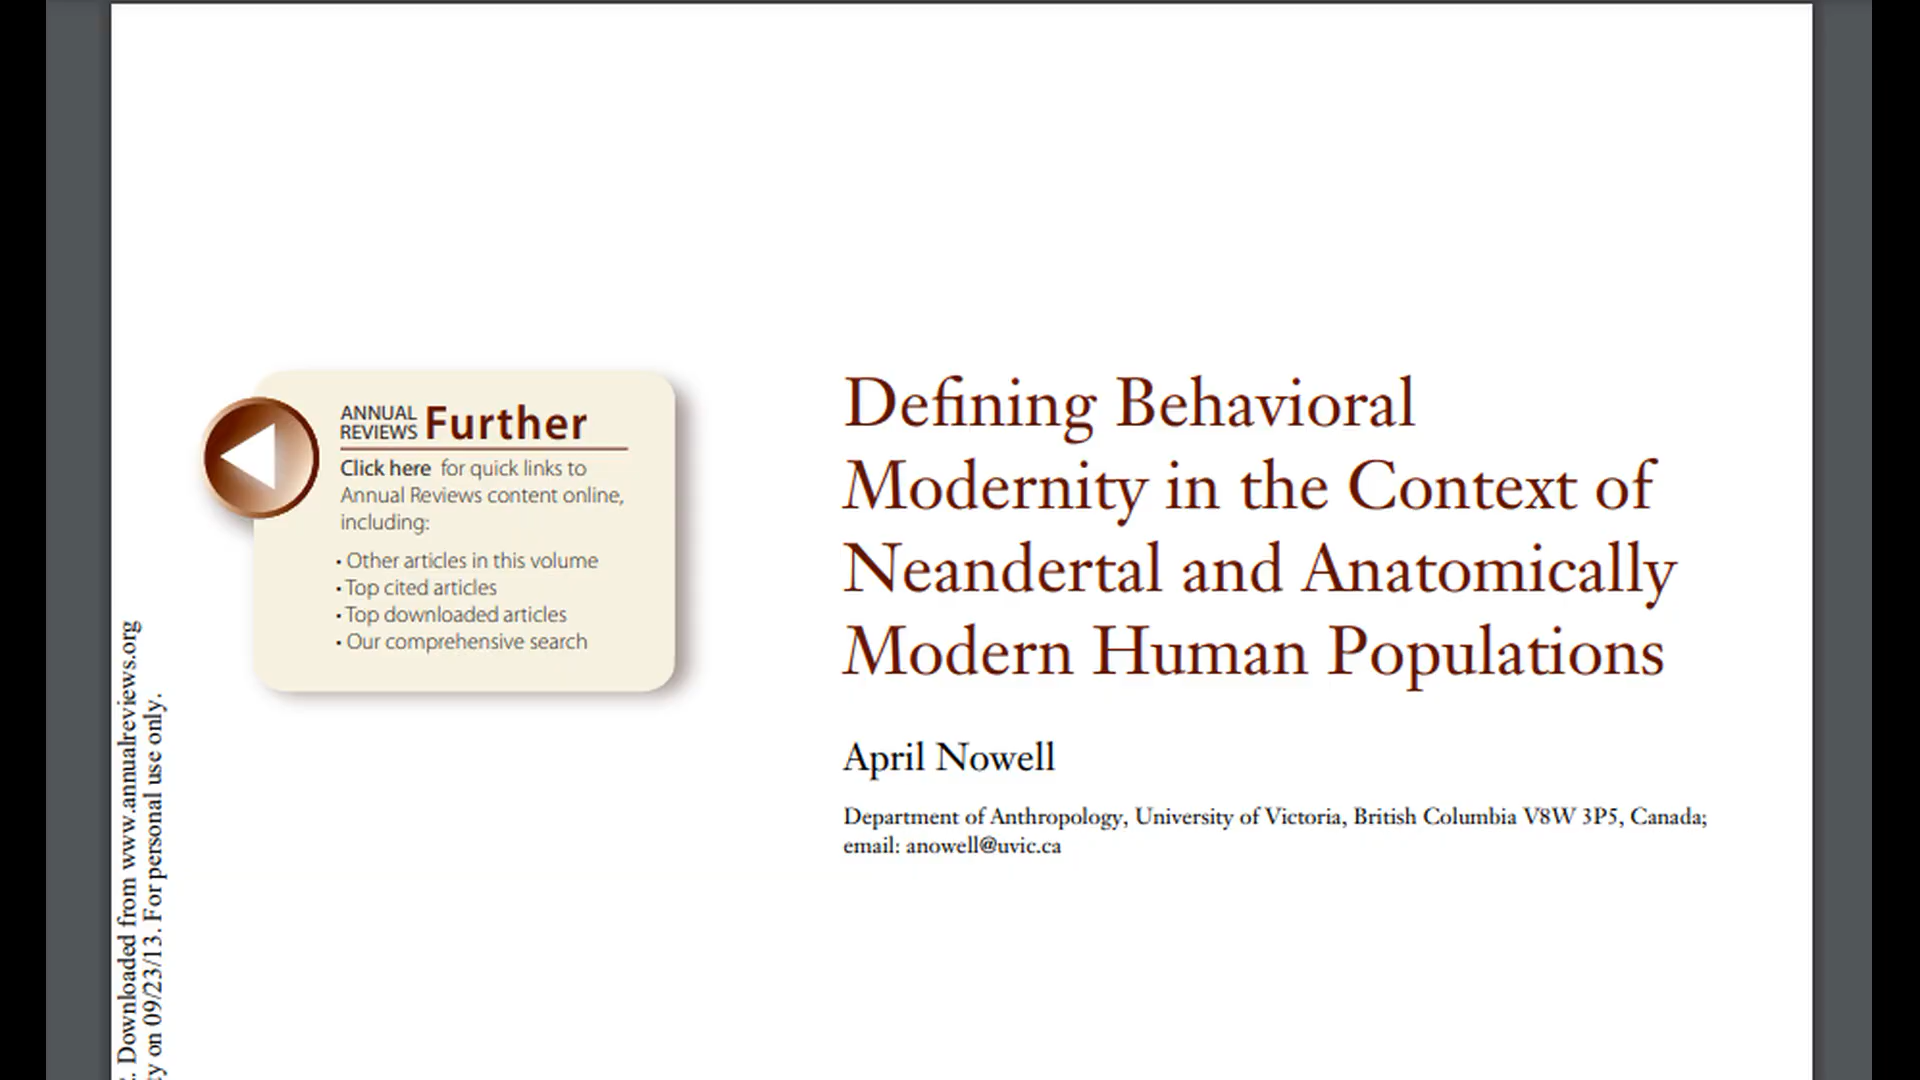 ANNUAL
REVIEWS Further
Click here for quick links to
Annual Reviews content online,
including:
• Other articles in this volume
• Top cited articles
• Top downloaded articles
• Our comprehensive search
Defining Behavioral
Modernity in the Context of
Neandertal and Anatomically
Modern Human Populations
April Nowell
Department of Anthropology, University of Victoria, British Columbia V8W 3P5, Canada;
email: anowell@uvic.ca
. Downloaded from www.annualreviews.org
on 09/23/13. For personal use only.